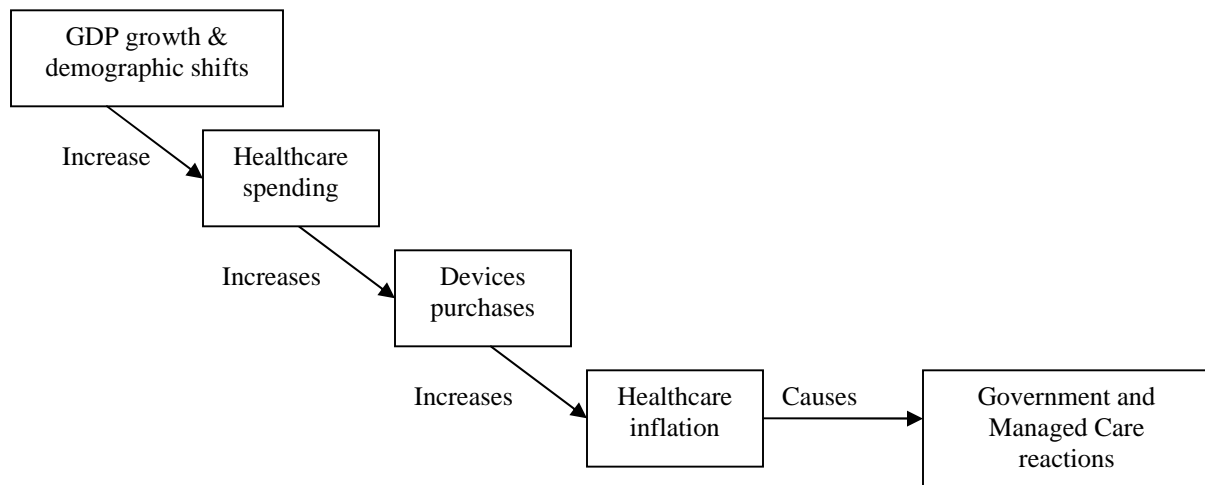 GDP growth &
demographic shifts
Increase
Healthcare
spending
Increases
Devices
purchases
Increases
Healthcare
inflation
Causes
Government and
Managed Care
reactions